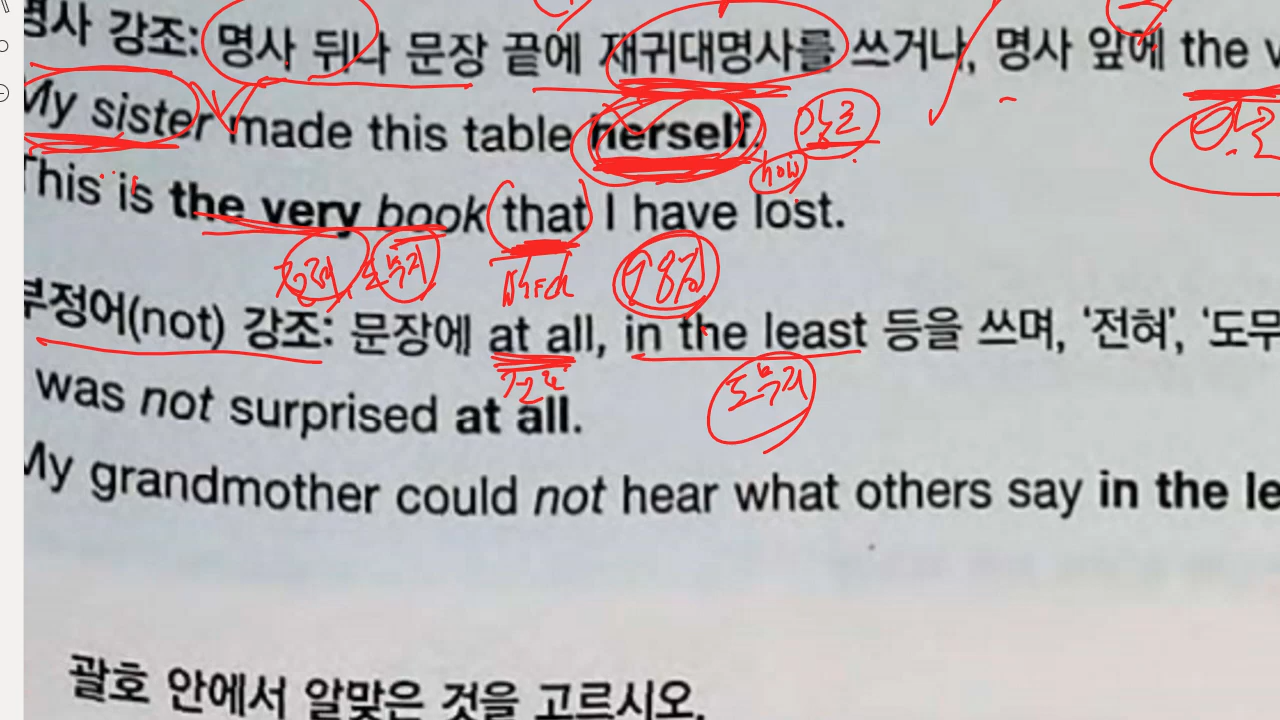 명사 강조: 명사 뒤나 문장 끝에 재귀대명사를 쓰거나, 명사 앞에 the v
My sister made this table herself.
how
This is the very book that I have lost.
부정어(not) 강조: 문장에 at all, in the least 등을 쓰며, ‘전혀’, ‘도무
도무지
was not surprised at all.
My grandmother could not hear what others say in the le
괄호 안에서 알맞은 것을 고르시오.